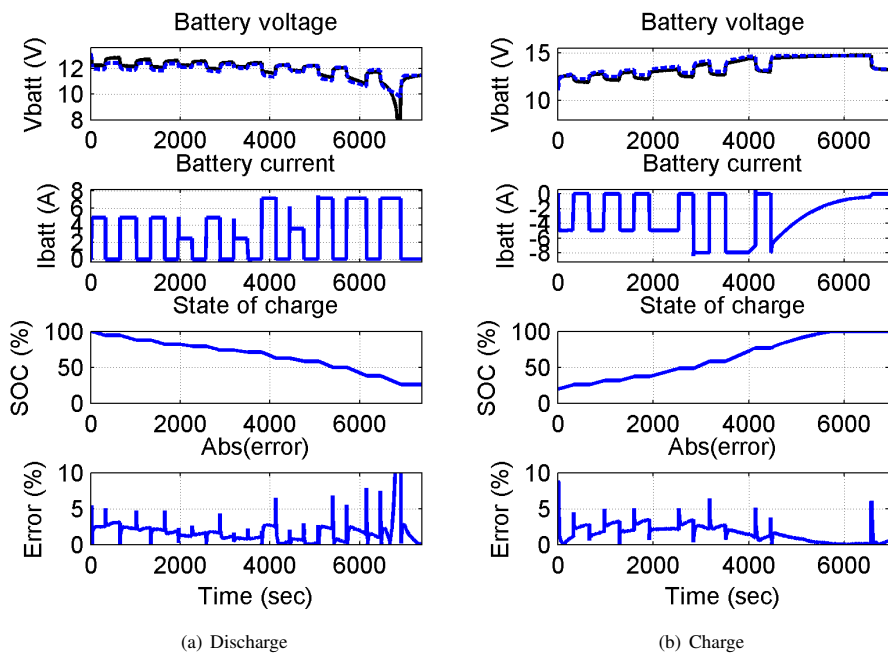 Battery voltage
Vbatt (V)
12
10
8
0 2000 4000 6000
Battery current
Ibatt (A)
8
6
4
2
0
0 2000 4000 6000
State of charge
SOC (%)
100
50
0
0 2000 4000 6000
Abs(error)
Error (%)
10
5
0
0 2000 4000 6000
Time (sec)
(a) Discharge
Battery voltage
Vbatt (V)
15
10
0 2000 4000 6000
Battery current
Ibatt (A)
0
-2
-4
-6
-8
0 2000 4000 6000
State of charge
SOC (%)
100
50
0
0 2000 4000 6000
Abs(error)
Error (%)
10
5
0
0 2000 4000 6000
Time (sec)
(b) Charge